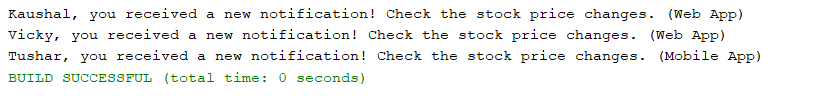 Kaushal, you received a new notification! Check the stock price changes. (Web App)
Vicky, you received a new notification! Check the stock price changes. (Web App)
Tushar, you received a new notification! Check the stock price changes. (Mobile App)
BUILD SUCCESSFUL (total time: 0 seconds)